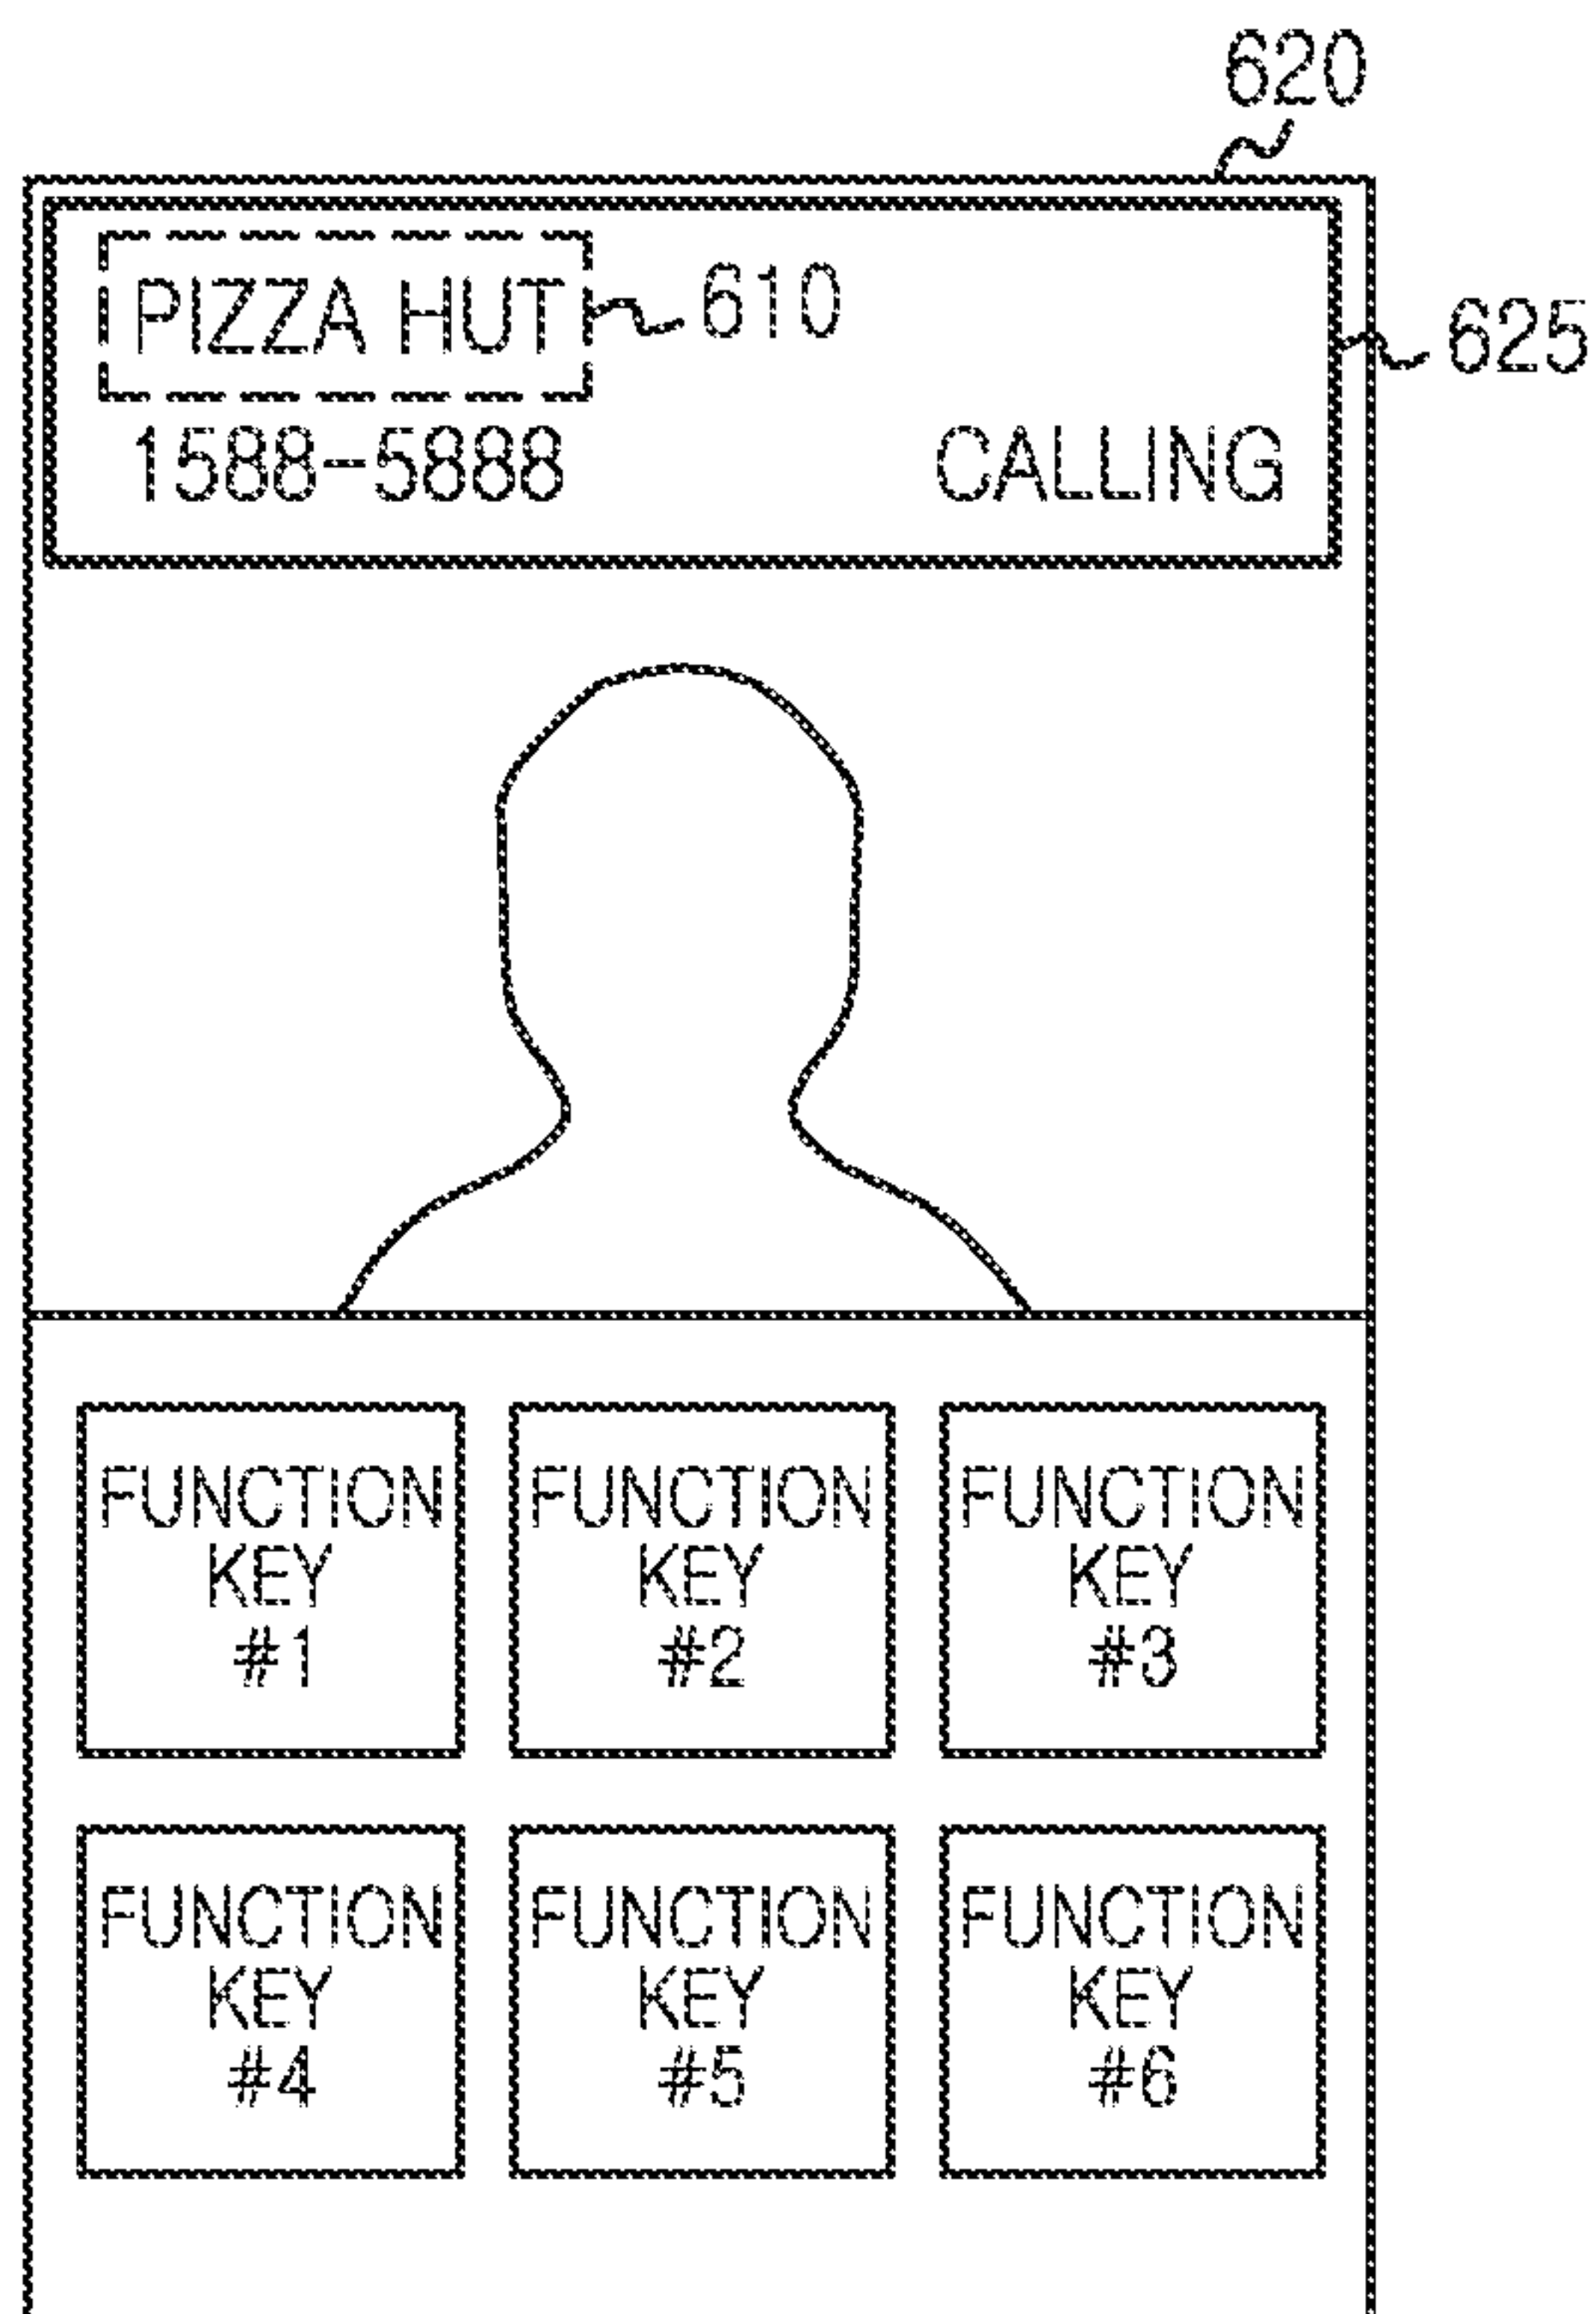 620
PIZZA HUT 610
625
1588-5888 CALLING
FUNCTION KEY #1
FUNCTION KEY #2
FUNCTION KEY #3
FUNCTION KEY #4
FUNCTION KEY #5
FUNCTION KEY #6